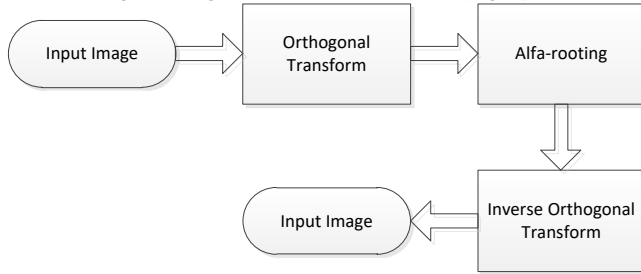 Input Image
Orthogonal
Transform
Alfa-rooting
Inverse Orthogonal
Transform
Input Image